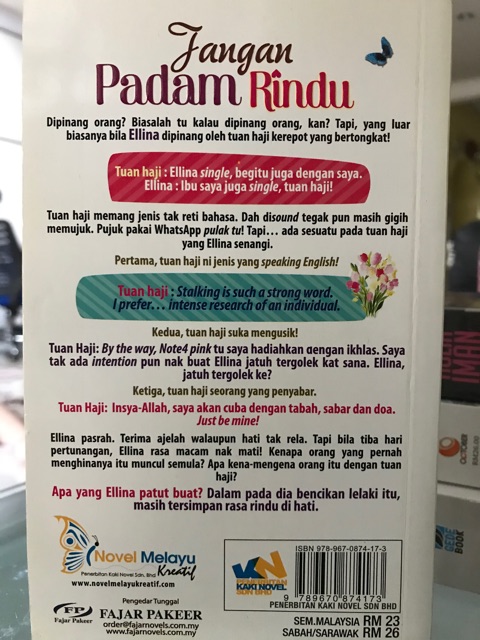 Jangan
Padam Rindu
Dipinang orang? Biasalah tu kalau dipinang orang, kan? Tapi, yang luar
biasanya bila Ellina dipinang oleh tuan haji kerepot yang bertongkat!
Tuan haji : Ellina single, begitu juga dengan saya.
Ellina : Ibu saya juga single, tuan haji!
Tuan haji memang jenis tak reti bahasa. Dah disound tegak pun masih gigih
memujuk. Pujuk pakai WhatsApp pulak tu! Tapi... ada sesuatu pada tuan haji
yang Ellina senangi.
Pertama, tuan haji ni jenis yang speaking English!
Tuan haji : Stalking is such a strong word.
I prefer... intense research of an individual.
Kedua, tuan haji suka mengusik!
Tuan Haji: By the way, Note4 pink tu saya hadiahkan dengan ikhlas. Saya
tak ada intention pun nak buat Ellina jatuh tergolek kat sana. Ellina,
jatuh tergolek ke?
Ketiga, tuan haji seorang yang penyabar.
Tuan Haji: Insya-Allah, saya akan cuba dengan tabah, sabar dan doa.
Just be mine!
Ellina pasrah. Terima ajelah walaupun hati tak rela. Tapi bila tiba hari
pertunangan, Ellina rasa macam nak mati! Kenapa orang yang pernah
menghinanya itu muncul semula? Apa kena-mengena orang itu dengan tuan
haji?
Apa yang Ellina patut buat? Dalam pada dia bencikan lelaki itu,
masih tersimpan rasa rindu di hati.
Novel Melayu
Kreatif
Penerbitan Kaki Novel Sdn. Bhd
www.novelmelayukreatif.com
KN
PENERBITAN
KAKI NOVEL
SDN BHD
ISBN 978-967-0874-17-3
9 789670 874173
PENERBITAN KAKI NOVEL SDN BHD
Pengedar Tunggal
FP
Fajar Pakeer
FAJAR PAKEER
www.fajarnovels.com.my
SEM.MALAYSIA RM 23
SABAH/SARAWAK RM 26
IMAN
OCTOBER
BOOK